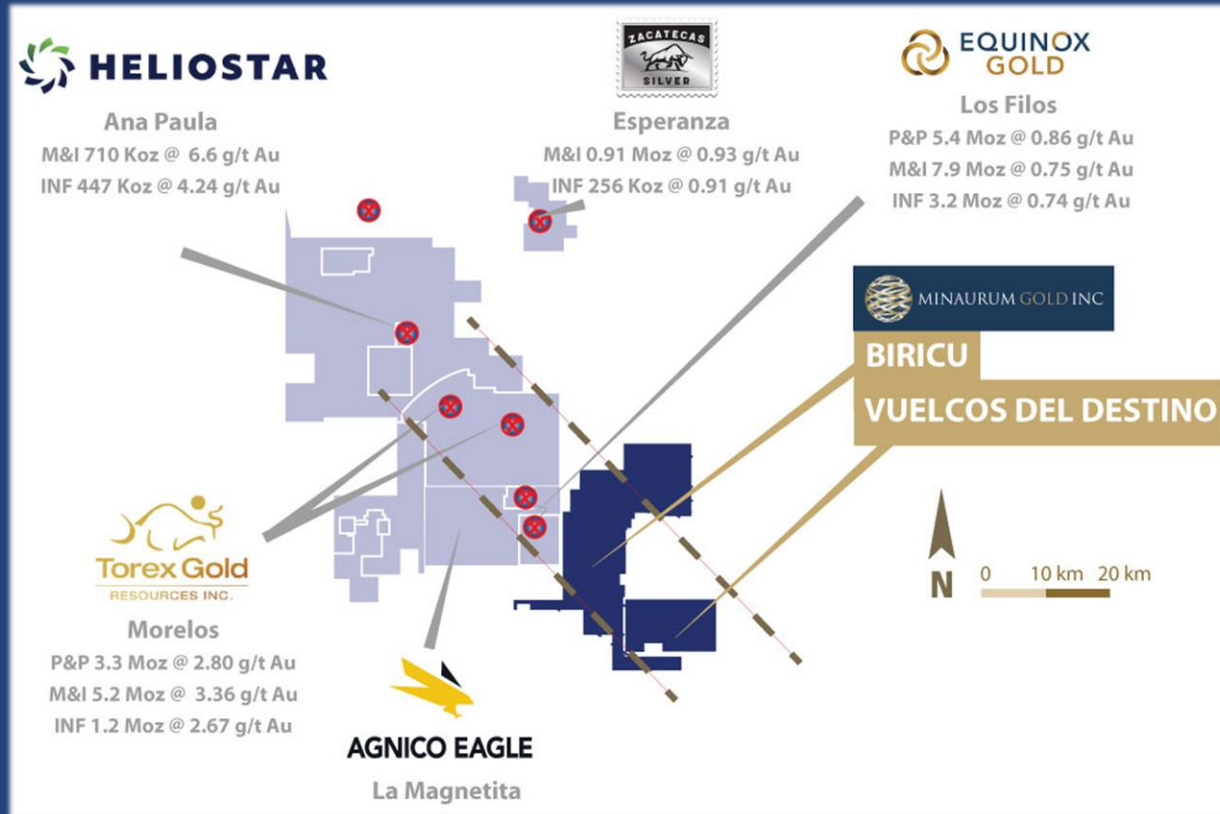 HELIOSTAR
Ana Paula
M&I 710 Koz @ 6.6 g/t Au
INF 447 Koz @ 4.24 g/t Au
ZACATECAS
SILVER
Esperanza
M&I 0.91 Moz @ 0.93 g/t Au
INF 256 Koz @ 0.91 g/t Au
EQUINOX
GOLD
Los Filos
P&P 5.4 Moz @ 0.86 g/t Au
M&I 7.9 Moz @ 0.75 g/t Au
INF 3.2 Moz @ 0.74 g/t Au
MINAURUM GOLD INC
BIRICU
VUELCOS DEL DESTINO
N
0 10 km 20 km
Torex Gold
RESOURCES INC.
Morelos
P&P 3.3 Moz @ 2.80 g/t Au
M&I 5.2 Moz @ 3.36 g/t Au
INF 1.2 Moz @ 2.67 g/t Au
AGNICO EAGLE
La Magnetita